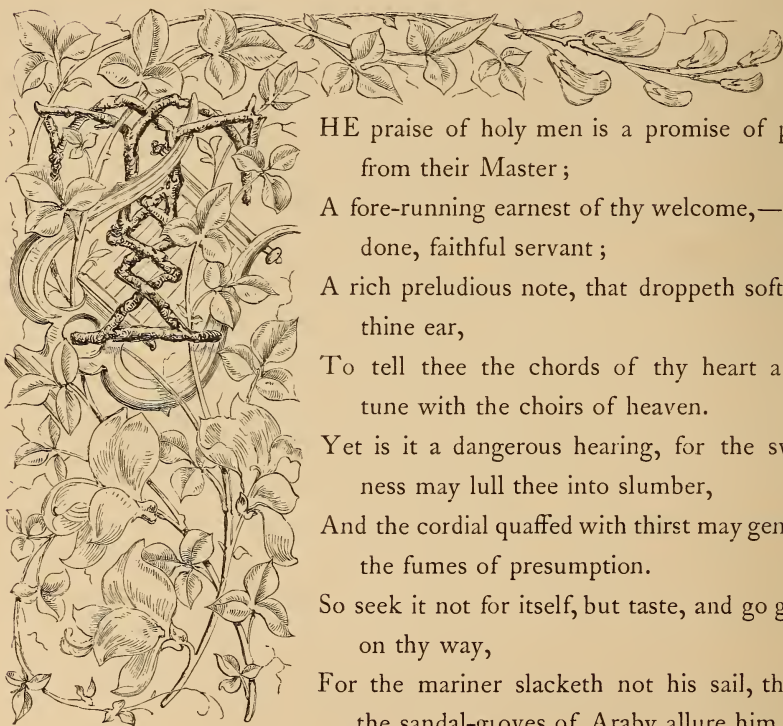 THE praise of holy men is a promise of p
from their Master;
A fore-running earnest of thy welcome,—
done, faithful servant;
A rich preludious note, that droppeth soft
thine ear,
To tell thee the chords of thy heart a
tune with the choirs of heaven.
Yet is it a dangerous hearing, for the sw
ness may lull thee into slumber,
And the cordial quaffed with thirst may gen
the fumes of presumption.
So seek it not for itself, but taste, and go g
on thy way,
For the mariner slacketh not his sail, th
the sandal-groves of Araby allure him